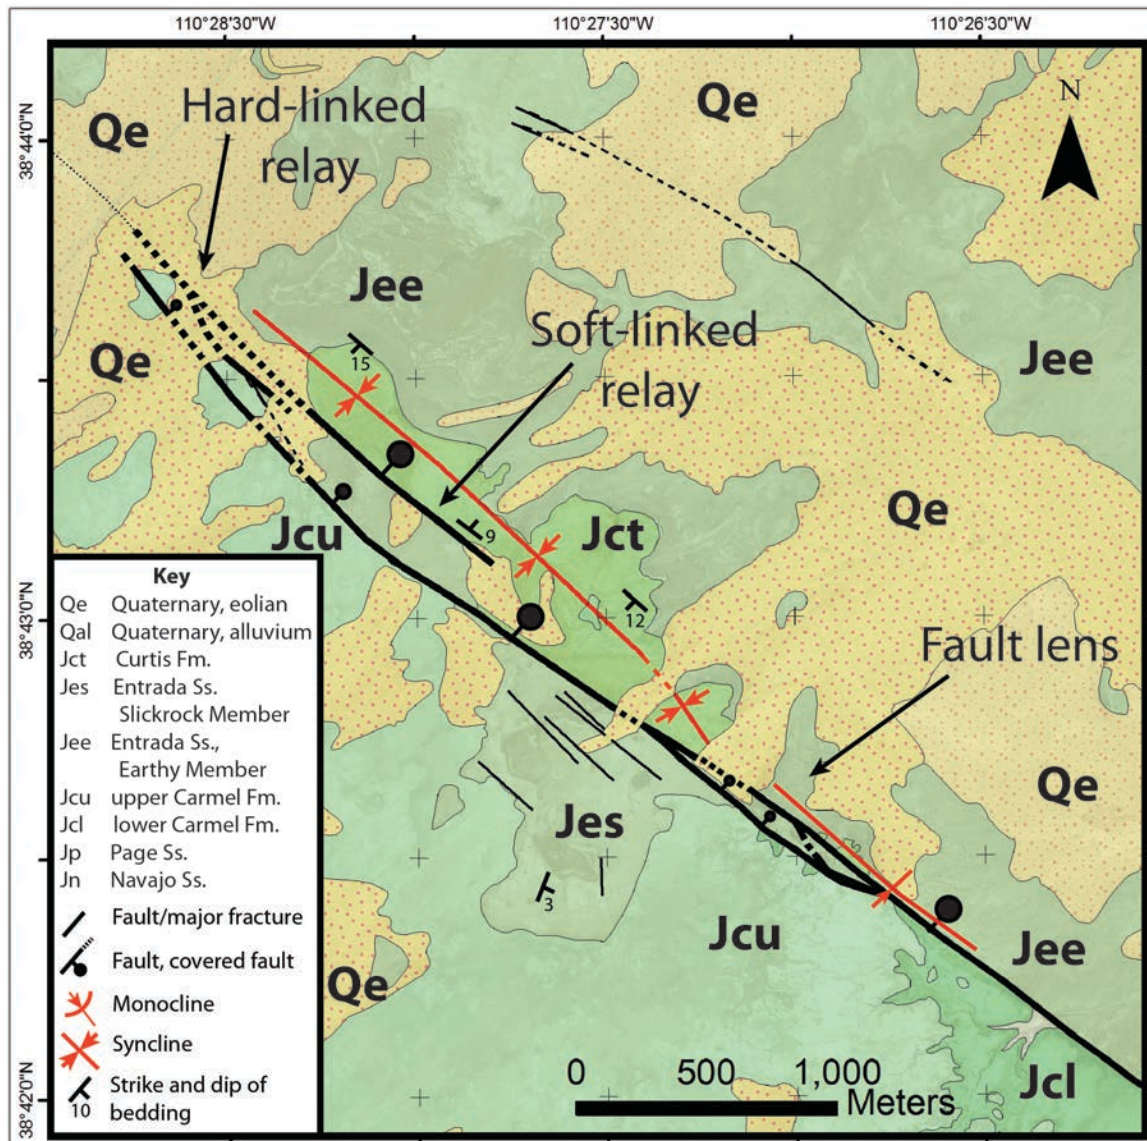 110°28'30"W
110°27'30"W
110°26'30"W
38°44'0"N
38°43'0"N
38°42'0"N
N
Qe
Hard-linked
relay
Qe
Jee
Soft-linked
relay
Jee
Qe
15
Jcu
9
Jct
Qe
12
Fault lens
Qe
Jes
3
Jcu
Jee
Qe
Jcl
0 500 1,000
Meters
Key
Qe Quaternary, eolian
Qal Quaternary, alluvium
Jct Curtis Fm.
Jes Entrada Ss.
Slickrock Member
Jee Entrada Ss.,
Earthy Member
Jcu upper Carmel Fm.
Jcl lower Carmel Fm.
Jp Page Ss.
Jn Navajo Ss.
Fault/major fracture
Fault, covered fault
Monocline
Syncline
Strike and dip of
10 bedding